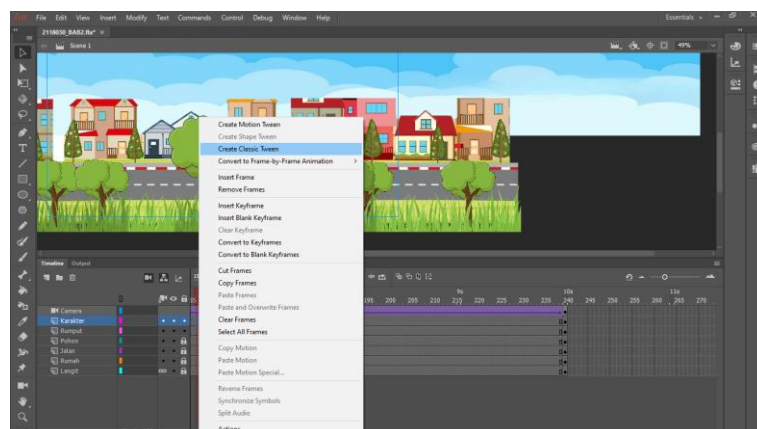 An File Edit View Insert Modify Text Commands Control Debug Window Help Essentials
2118050_BAB2.fla* ×
Scene 1 49%
Create Motion Tween
Create Shape Tween
Create Classic Tween
Convert to Frame-by-Frame Animation
Insert Frame
Remove Frames
Insert Keyframe
Insert Blank Keyframe
Clear Keyframe
Convert to Keyframes
Convert to Blank Keyframes
Cut Frames
Copy Frames
Paste Frames
Paste and Overwrite Frames
Clear Frames
Select All Frames
Copy Motion
Paste Motion
Paste Motion Special...
Reverse Frames
Synchronize Symbols
Split Audio
Actions
Timeline Output
9s 10s 11s
195 200 205 210 215 220 225 230 235 240 245 250 255 260 265 270
Camera
Karakter
Rumput
Pohon
Jalan
Rumah
Langit